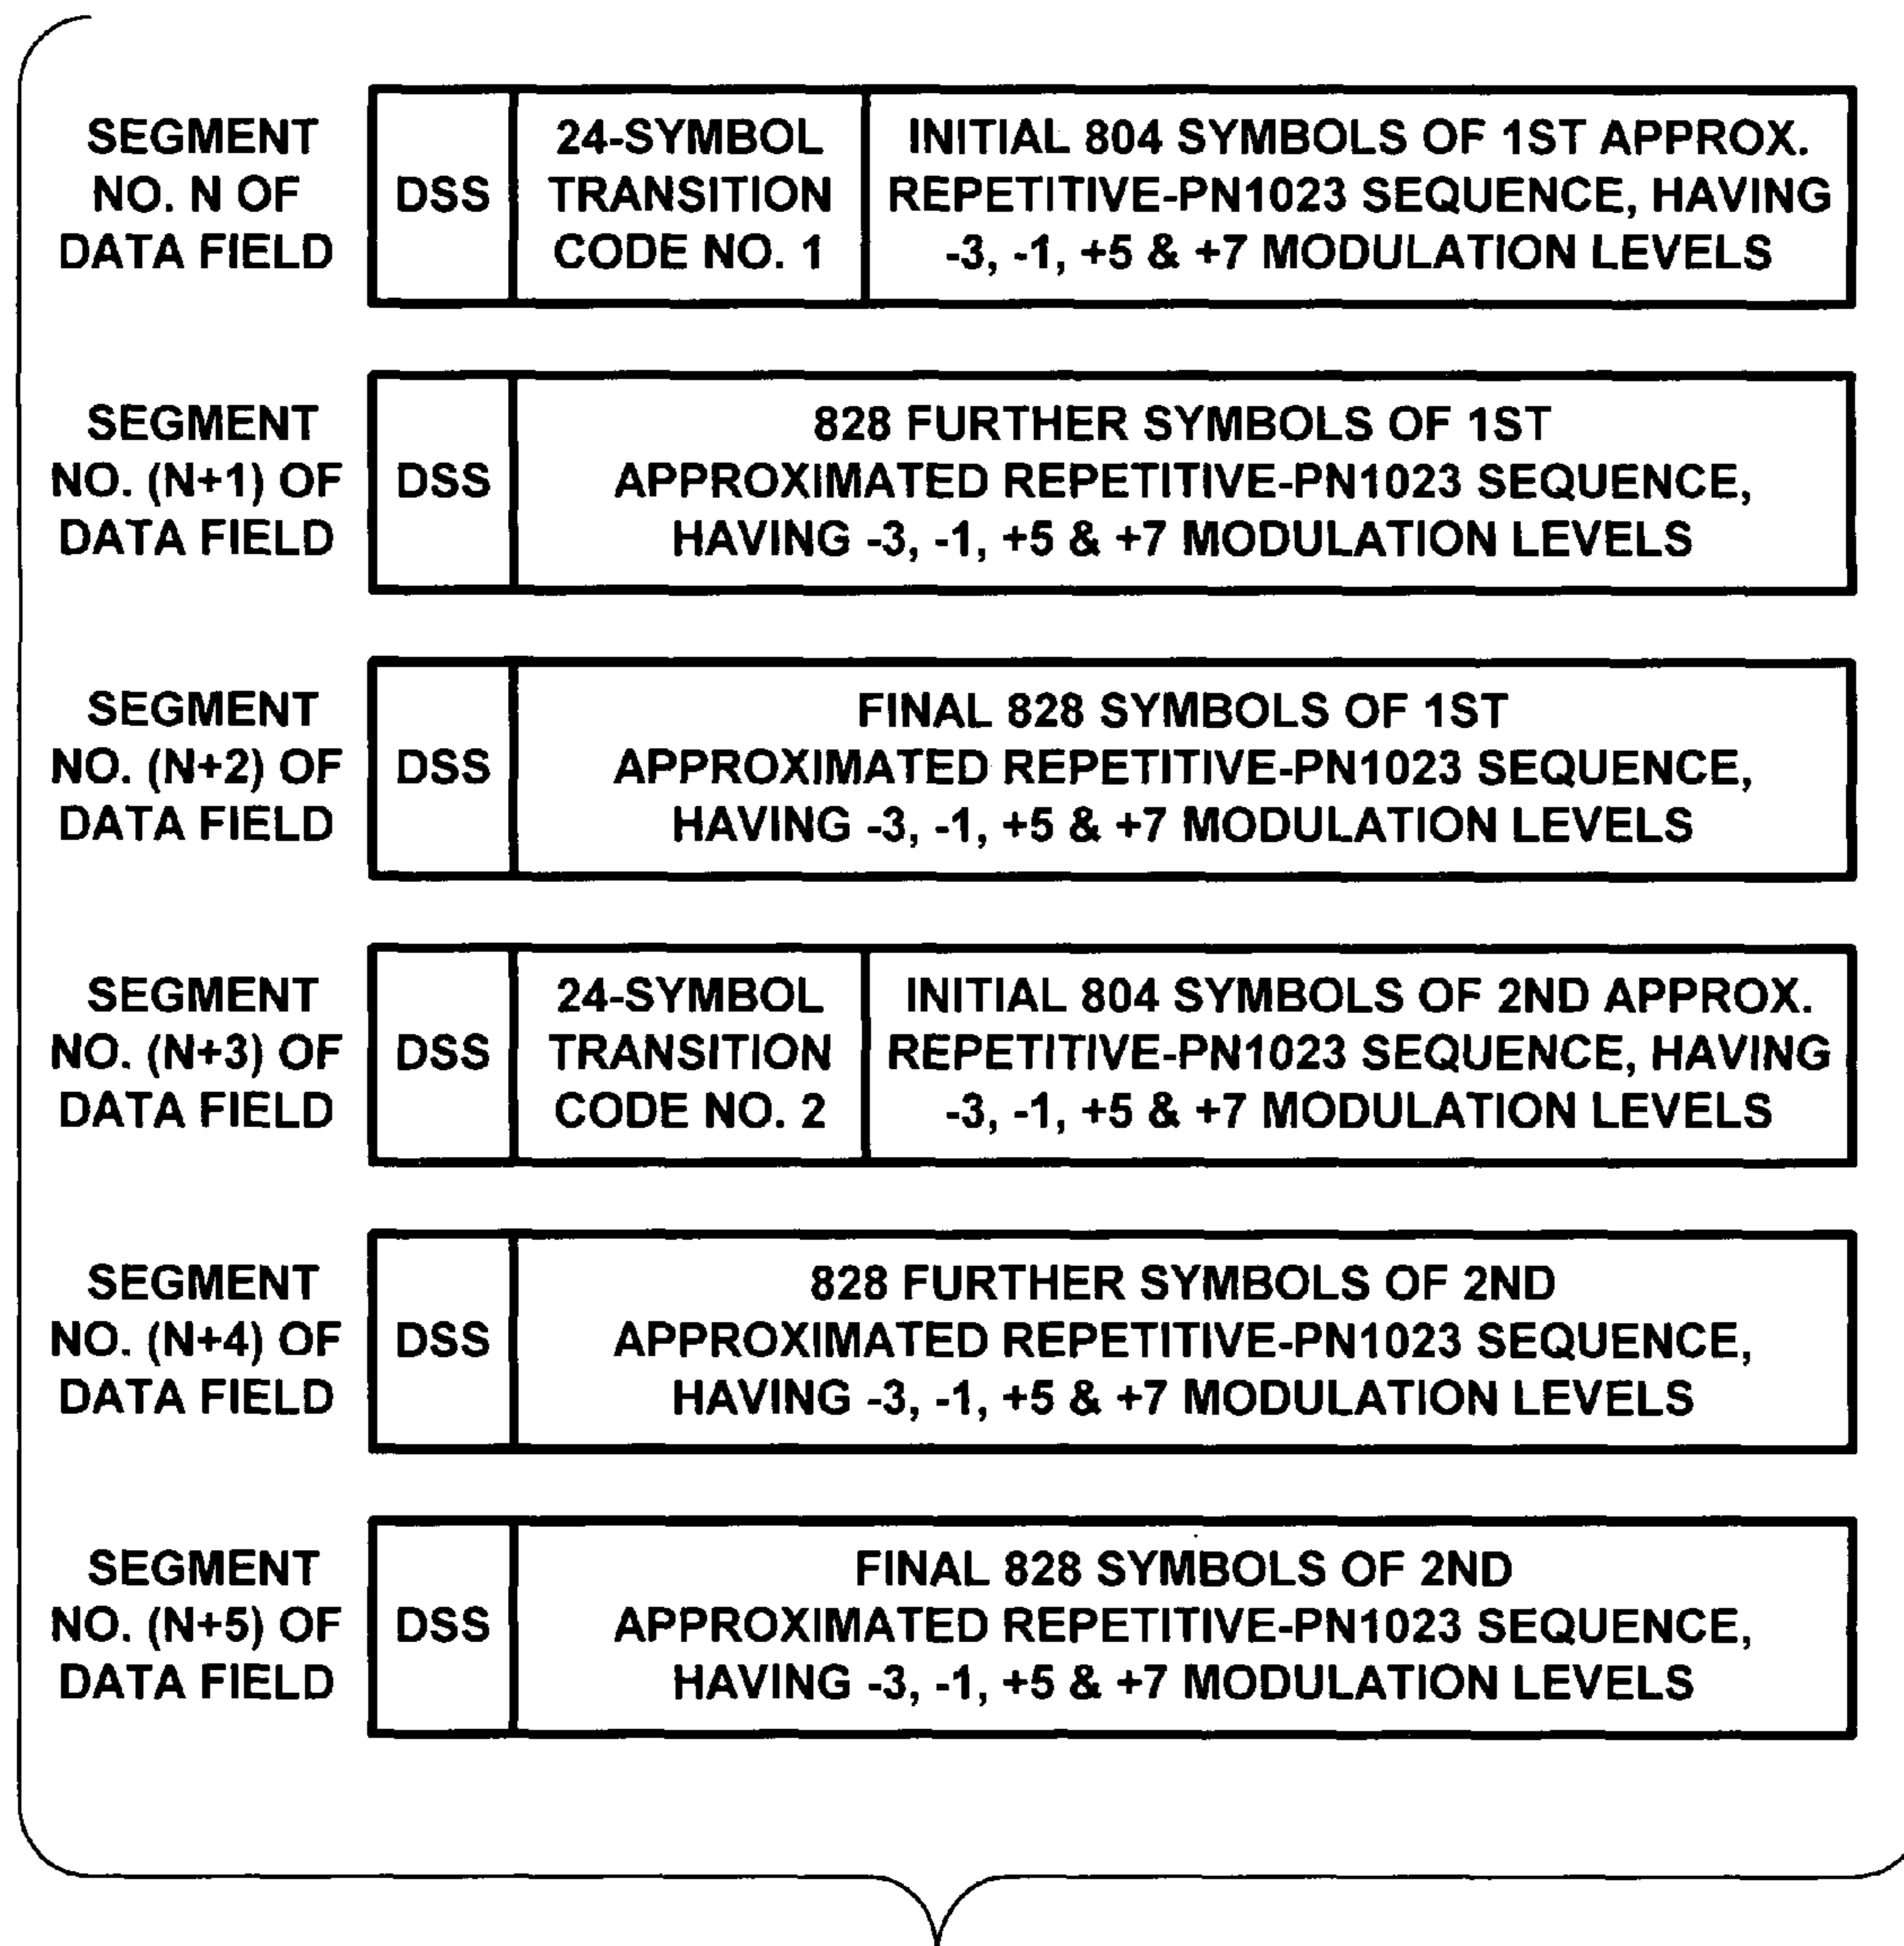 SEGMENT
NO. N OF
DATA FIELD
DSS
24-SYMBOL
TRANSITION
CODE NO. 1
INITIAL 804 SYMBOLS OF 1ST APPROX.
REPETITIVE-PN1023 SEQUENCE, HAVING
-3, -1, +5 & +7 MODULATION LEVELS
SEGMENT
NO. (N+1) OF
DATA FIELD
DSS
828 FURTHER SYMBOLS OF 1ST
APPROXIMATED REPETITIVE-PN1023 SEQUENCE,
HAVING -3, -1, +5 & +7 MODULATION LEVELS
SEGMENT
NO. (N+2) OF
DATA FIELD
DSS
FINAL 828 SYMBOLS OF 1ST
APPROXIMATED REPETITIVE-PN1023 SEQUENCE,
HAVING -3, -1, +5 & +7 MODULATION LEVELS
SEGMENT
NO. (N+3) OF
DATA FIELD
DSS
24-SYMBOL
TRANSITION
CODE NO. 2
INITIAL 804 SYMBOLS OF 2ND APPROX.
REPETITIVE-PN1023 SEQUENCE, HAVING
-3, -1, +5 & +7 MODULATION LEVELS
SEGMENT
NO. (N+4) OF
DATA FIELD
DSS
828 FURTHER SYMBOLS OF 2ND
APPROXIMATED REPETITIVE-PN1023 SEQUENCE,
HAVING -3, -1, +5 & +7 MODULATION LEVELS
SEGMENT
NO. (N+5) OF
DATA FIELD
DSS
FINAL 828 SYMBOLS OF 2ND
APPROXIMATED REPETITIVE-PN1023 SEQUENCE,
HAVING -3, -1, +5 & +7 MODULATION LEVELS